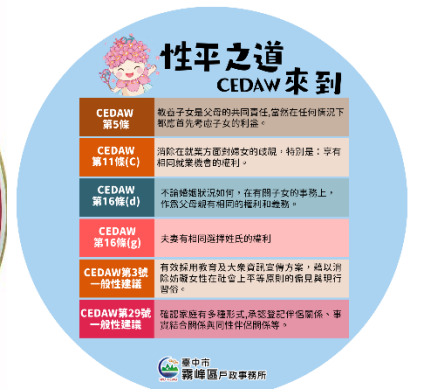 性平之道
CEDAW來到
CEDAW
第5條
教養子女是父母的共同責任,當然在任何情況下
都應首先考慮子女的利益。
CEDAW
第11條(C)
消除在就業方面對婦女的歧視，特別是：享有
相同就業機會的權利。
CEDAW
第16條(d)
不論婚姻狀況如何，在有關子女的事務上，
作為父母親有相同的權利和義務。
CEDAW
第16條(g)
夫妻有相同選擇姓氏的權利
CEDAW第3號
一般性建議
有效採用教育及大眾資訊宣傳方案，藉以消
除妨礙女性在社會上平等原則的偏見與現行
習俗。
CEDAW第29號
一般性建議
確認家庭有多種形式,承認登記伴侶關係、事
實結合關係與同性伴侶關係等。
臺中市
霧峰區戶政事務所